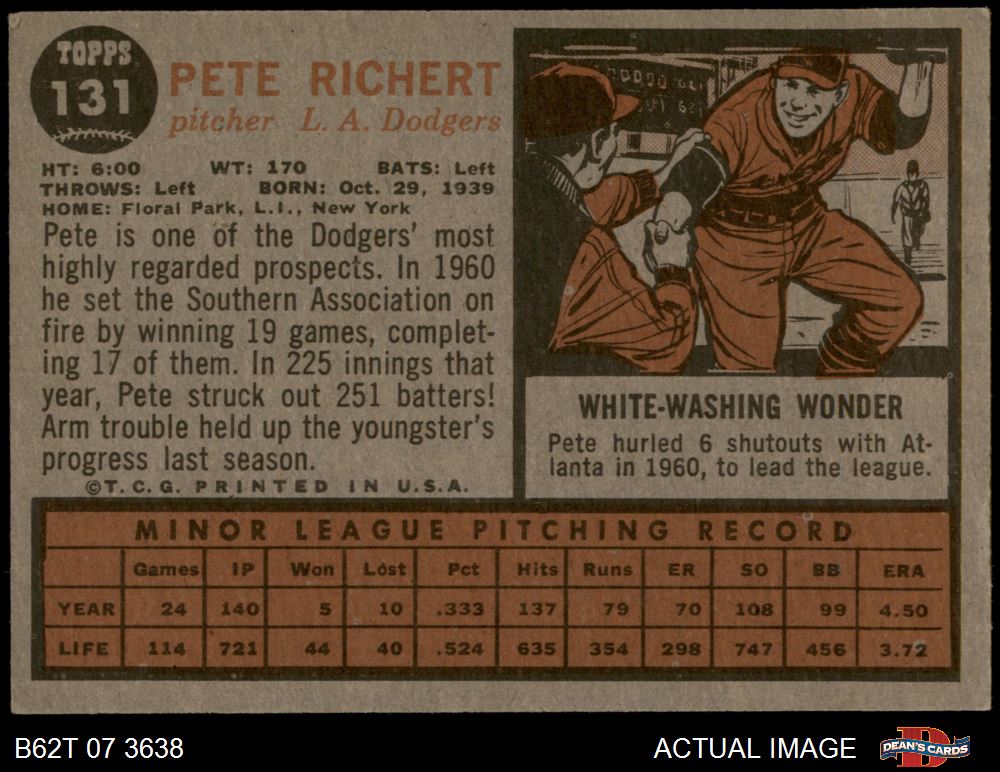 TOPPS
131
PETE RICHERT
pitcher L. A. Dodgers
HT: 6:00 WT: 170 BATS: Left
THROWS: Left BORN: Oct. 29, 1939
HOME: Floral Park, L.I., New York
Pete is one of the Dodgers' most
highly regarded prospects. In 1960
he set the Southern Association on
fire by winning 19 games, complet-
ing 17 of them. In 225 innings that
year, Pete struck out 251 batters!
Arm trouble held up the youngster's
progress last season.
©T.C.G. PRINTED IN U.S.A.
WHITE-WASHING WONDER
Pete hurled 6 shutouts with At-
lanta in 1960, to lead the league.
MINOR LEAGUE PITCHING RECORD
Games IP Won Lost Pct Hits Runs ER SO BB ERA
YEAR 24 140 5 10 .333 137 79 70 108 99 4.50
LIFE 114 721 44 40 .524 635 354 298 747 456 3.72
B62T 07 3638 ACTUAL IMAGE DEAN'S CARDS